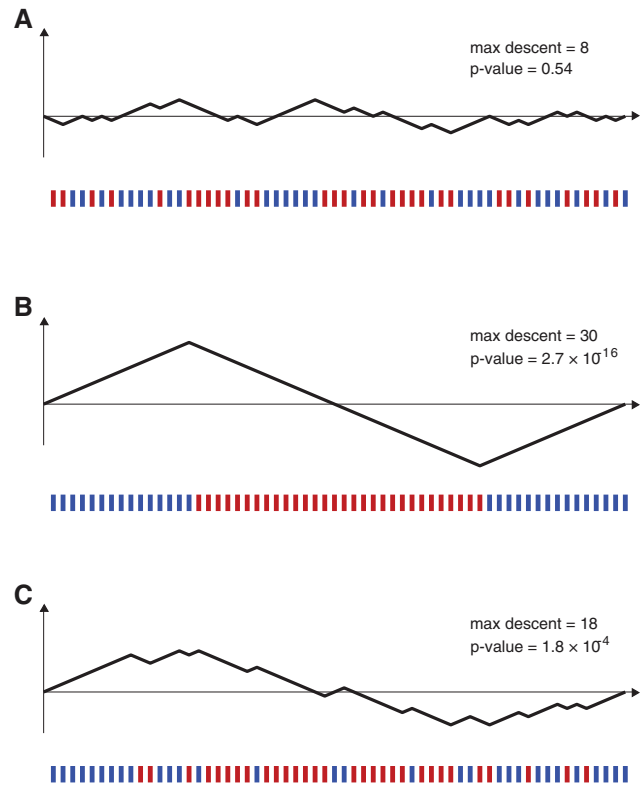 A
max descent = 8
p-value = 0.54
B
max descent = 30
p-value = 2.7 × 10⁻¹⁶
C
max descent = 18
p-value = 1.8 × 10⁻⁴